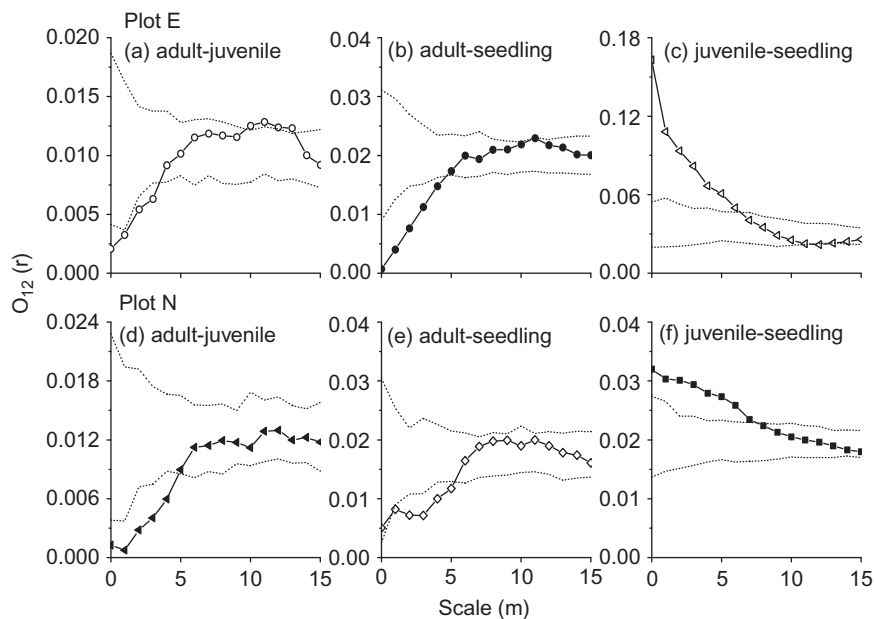 Plot E
(a) adult-juvenile
(b) adult-seedling
(c) juvenile-seedling
0.020
0.015
0.010
0.005
0.000
0.04
0.03
0.02
0.01
0.00
0.18
0.12
0.06
0.00
O12 (r)
Plot N
(d) adult-juvenile
(e) adult-seedling
(f) juvenile-seedling
0.024
0.018
0.012
0.006
0.000
0.04
0.03
0.02
0.01
0.00
0.04
0.03
0.02
0.01
0.00
0 5 10 15
0 5 10 15
0 5 10 15
Scale (m)